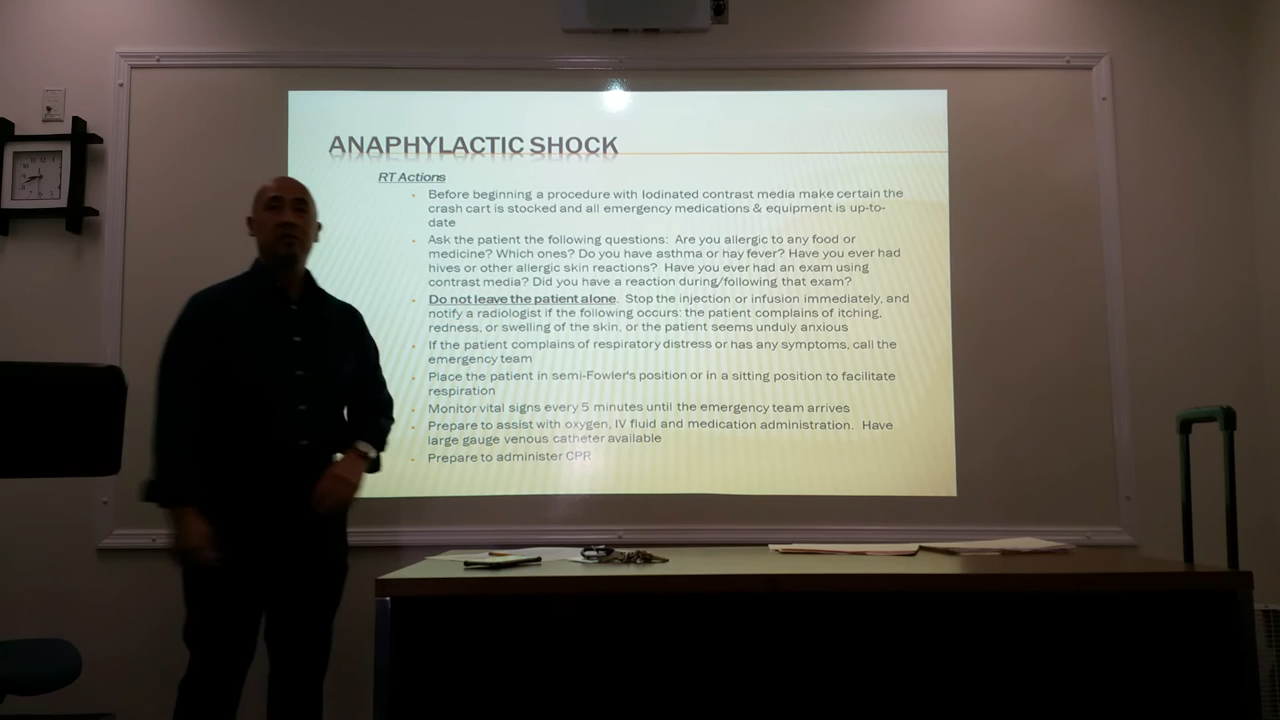 ANAPHYLACTIC SHOCK
RT Actions
Before beginning a procedure with Iodinated contrast media make certain the
crash cart is stocked and all emergency medications & equipment is up-to-
date
Ask the patient the following questions: Are you allergic to any food or
medicine? Which ones? Do you have asthma or hay fever? Have you ever had
hives or other allergic skin reactions? Have you ever had an exam using
contrast media? Did you have a reaction during/following that exam?
Do not leave the patient alone. Stop the injection or infusion immediately, and
notify a radiologist if the following occurs: the patient complains of itching,
redness, or swelling of the skin, or the patient seems unduly anxious
If the patient complains of respiratory distress or has any symptoms, call the
emergency team
Place the patient in semi-Fowler's position or in a sitting position to facilitate
respiration
Monitor vital signs every 5 minutes until the emergency team arrives
Prepare to assist with oxygen, IV fluid and medication administration. Have
large gauge venous catheter available
Prepare to administer CPR